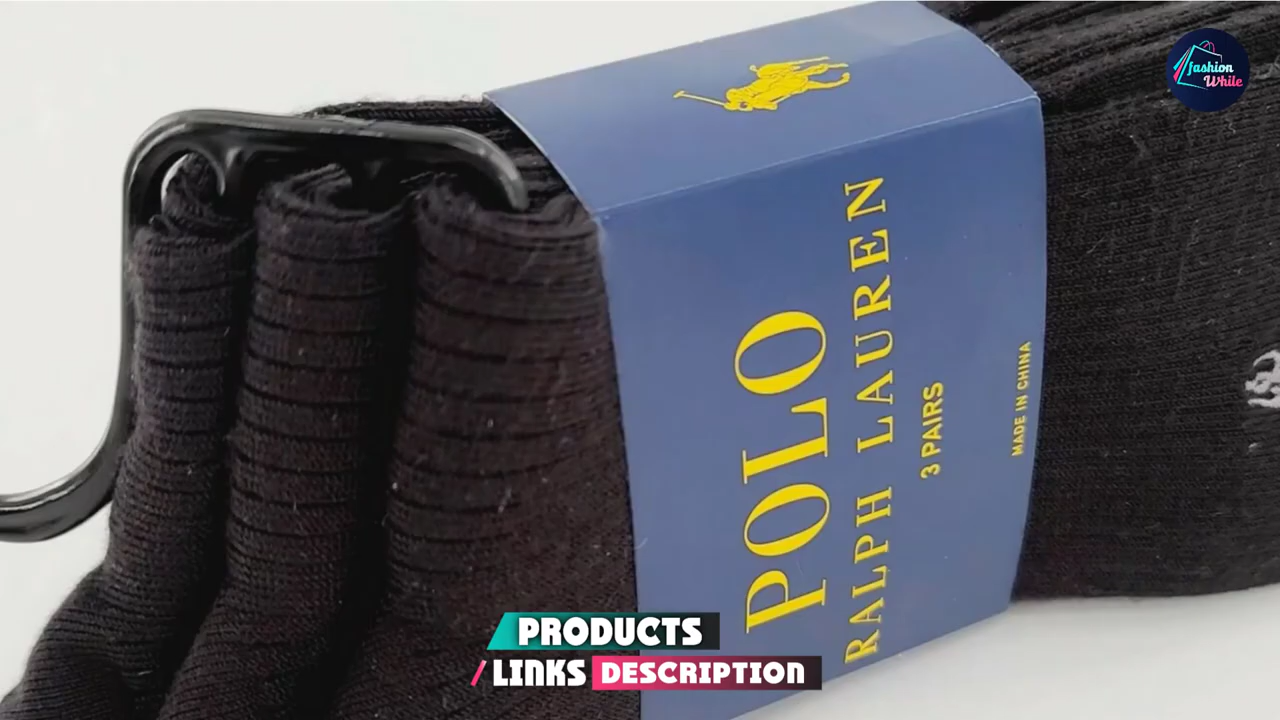 fashion
While
POLO
RALPH LAUREN
3 PAIRS
MADE IN CHINA
PRODUCTS
LINKS DESCRIPTION